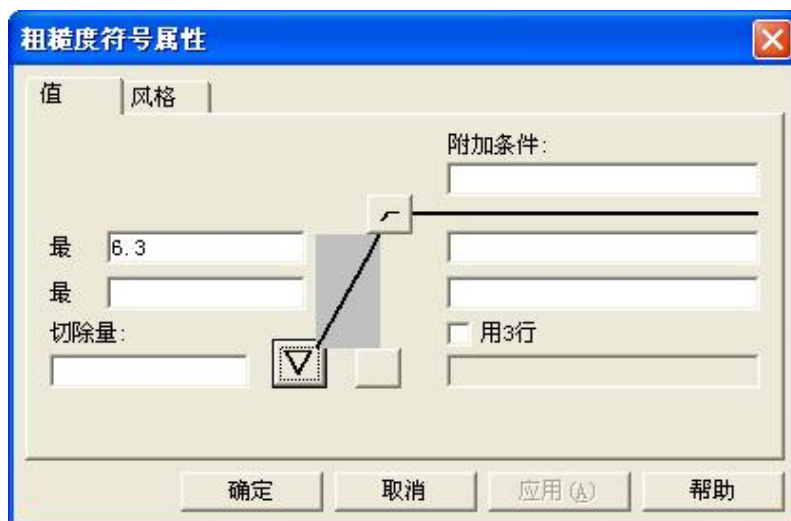 粗糙度符号属性
值 风格
附加条件:
最 6.3
最
切除量:
用3行
确定 取消 应用(A) 帮助